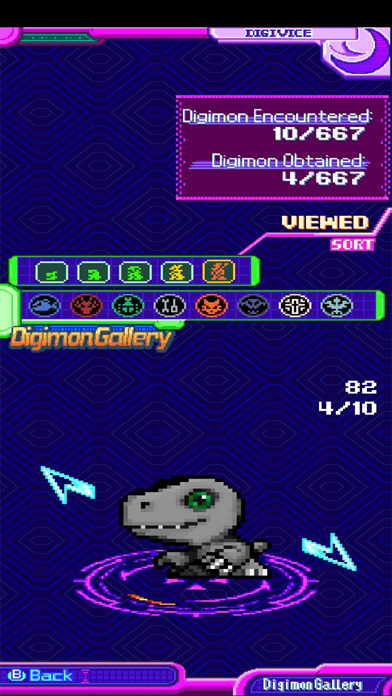 DIGIVICE
Digimon Encountered:
10/667
Digimon Obtained:
4/667
VIEWED
SORT
DigimonGallery
82
4/10
B Back
DigimonGallery